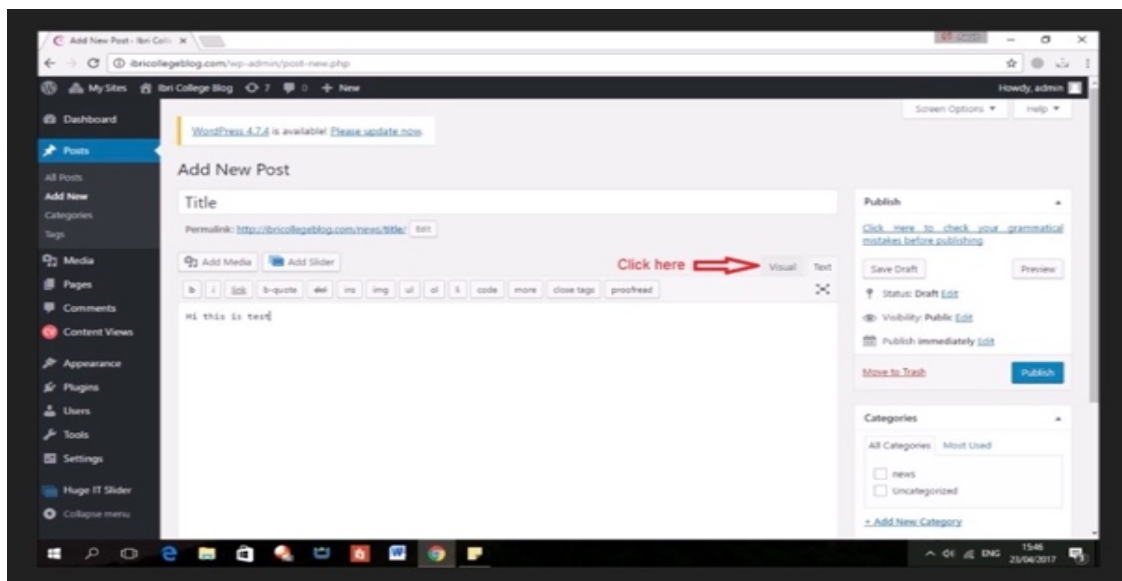 Add New Post ‹ Ibri Colle
ibricollegeblog.com/wp-admin/post-new.php
My Sites Ibri College Blog 7 0 + New Howdy, admin
Screen Options Help
Dashboard
WordPress 4.7.4 is available! Please update now.
Posts
All Posts
Add New
Categories
Tags
Media
Pages
Comments
Content Views
Appearance
Plugins
Users
Tools
Settings
Huge IT Slider
Collapse menu
Add New Post
Title
Permalink: http://ibricollegeblog.com/news/title/ Edit
Add Media Add Slider
Click here
Visual Text
b i link b-quote del ins img ul ol li code more close tags proofread
Hi this is test
Publish
Click Here to check your grammatical
mistakes before publishing
Save Draft Preview
Status: Draft Edit
Visibility: Public Edit
Publish immediately Edit
Move to Trash Publish
Categories
All Categories Most Used
news
Uncategorized
+ Add New Category
ENG
15:46
23/04/2017